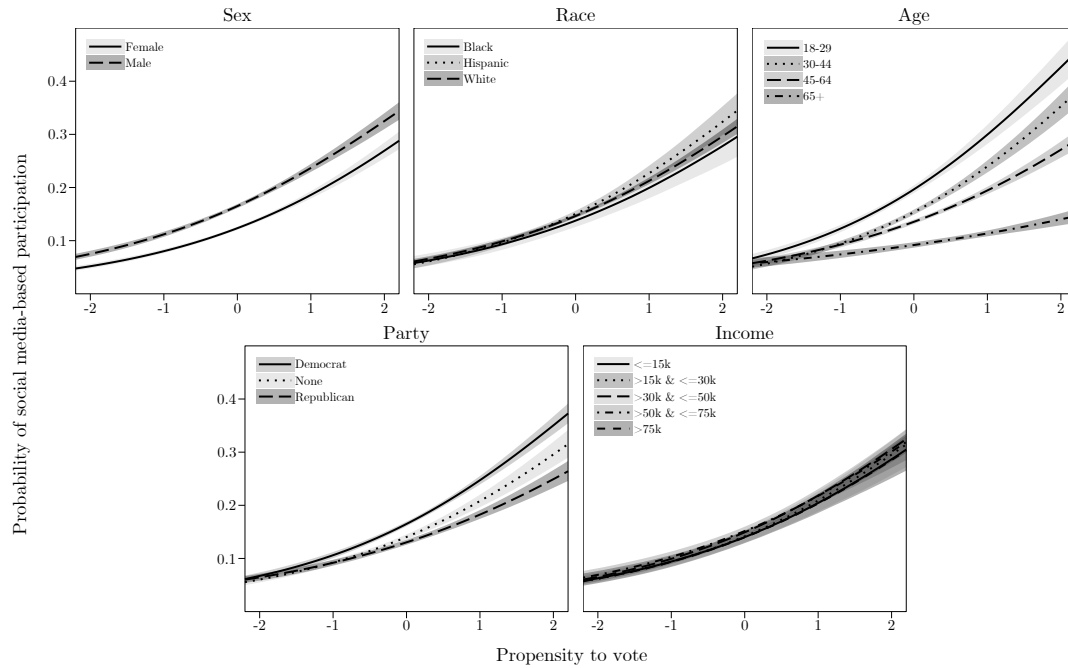 Sex
Race
Age
Female
Male
Black
Hispanic
White
18-29
30-44
45-64
65+
0.4
0.3
0.2
0.1
-2 -1 0 1 2
-2 -1 0 1 2
-2 -1 0 1 2
Party
Income
Democrat
None
Republican
<=15k
>15k & <=30k
>30k & <=50k
>50k & <=75k
>75k
0.4
0.3
0.2
0.1
-2 -1 0 1 2
-2 -1 0 1 2
Probability of social media-based participation
Propensity to vote